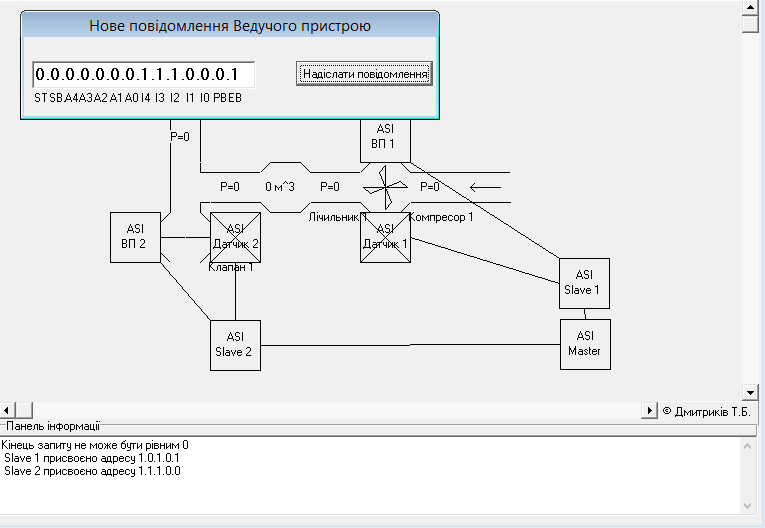 Нове повідомлення Ведучого пристрою
0.0.0.0.0.0.0.1.1.1.0.0.0.1
Надіслати повідомлення
ST SB A4 A3 A2 A1 A0 I4 I3 I2 I1 I0 PB EB
P=0
ASI
ВП 1
P=0
0 м^3
P=0
P=0
Лічильник 1
Компресор 1
ASI
ВП 2
ASI
Датчик 2
ASI
Датчик 1
Клапан 1
ASI
Slave 1
ASI
Slave 2
ASI
Master
© Дмитриків Т.Б.
Панель інформації
Кінець запиту не може бути рівним 0
Slave 1 присвоєно адресу 1.0.1.0.1
Slave 2 присвоєно адресу 1.1.1.0.0